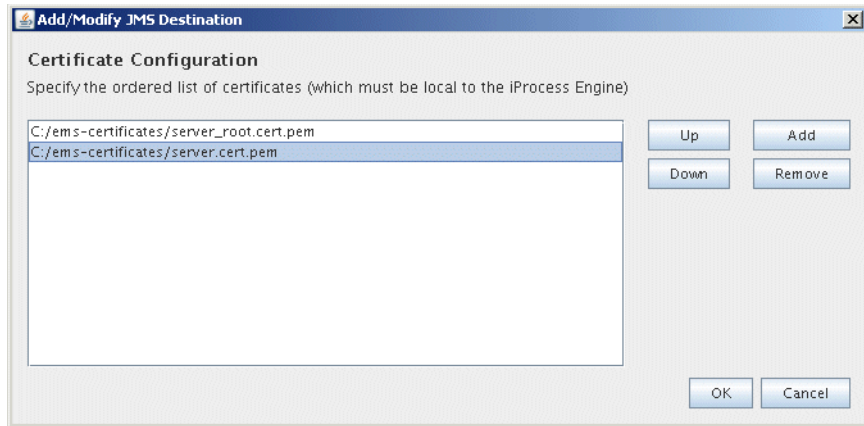 Add/Modify JMS Destination
Certificate Configuration
Specify the ordered list of certificates (which must be local to the iProcess Engine)
C:/ems-certificates/server_root.cert.pem
C:/ems-certificates/server.cert.pem
Up Add
Down Remove
OK Cancel